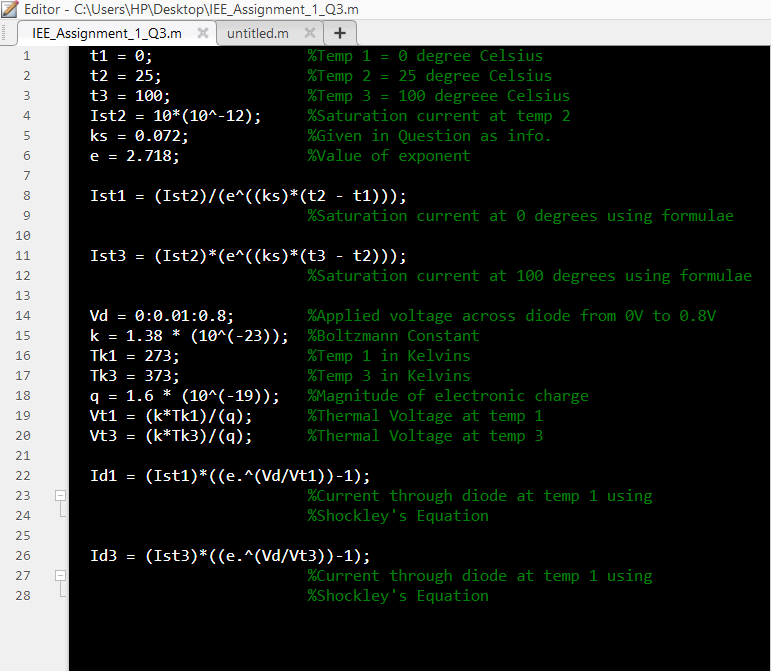 Editor - C:\Users\HP\Desktop\IEE_Assignment_1_Q3.m
IEE_Assignment_1_Q3.m × untitled.m × +
1 t1 = 0; %Temp 1 = 0 degree Celsius
2 t2 = 25; %Temp 2 = 25 degree Celsius
3 t3 = 100; %Temp 3 = 100 degreee Celsius
4 Ist2 = 10*(10^-12); %Saturation current at temp 2
5 ks = 0.072; %Given in Question as info.
6 e = 2.718; %Value of exponent
7
8 Ist1 = (Ist2)/(e^((ks)*(t2 - t1)));
9 %Saturation current at 0 degrees using formulae
10
11 Ist3 = (Ist2)*(e^((ks)*(t3 - t2)));
12 %Saturation current at 100 degrees using formulae
13
14 Vd = 0:0.01:0.8; %Applied voltage across diode from 0V to 0.8V
15 k = 1.38 * (10^(-23)); %Boltzmann Constant
16 Tk1 = 273; %Temp 1 in Kelvins
17 Tk3 = 373; %Temp 3 in Kelvins
18 q = 1.6 * (10^(-19)); %Magnitude of electronic charge
19 Vt1 = (k*Tk1)/(q); %Thermal Voltage at temp 1
20 Vt3 = (k*Tk3)/(q); %Thermal Voltage at temp 3
21
22 Id1 = (Ist1)*((e.^(Vd/Vt1))-1);
23 %Current through diode at temp 1 using
24 %Shockley's Equation
25
26 Id3 = (Ist3)*((e.^(Vd/Vt3))-1);
27 %Current through diode at temp 1 using
28 %Shockley's Equation